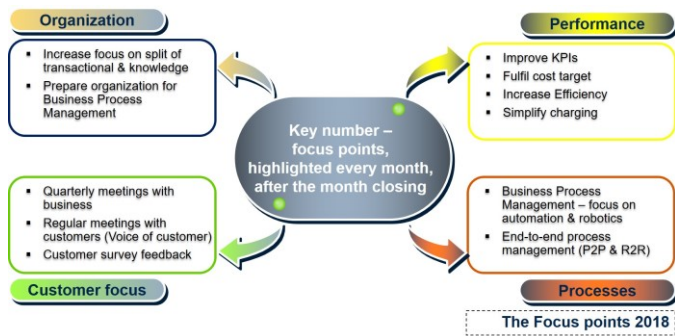 Organization
Increase focus on split of
transactional & knowledge
Prepare organization for
Business Process
Management
Performance
Improve KPIs
Fulfil cost target
Increase Efficiency
Simplify charging
Key number –
focus points,
highlighted every month,
after the month closing
Quarterly meetings with
business
Regular meetings with
customers (Voice of customer)
Customer survey feedback
Customer focus
Business Process
Management – focus on
automation & robotics
End-to-end process
management (P2P & R2R)
Processes
The Focus points 2018